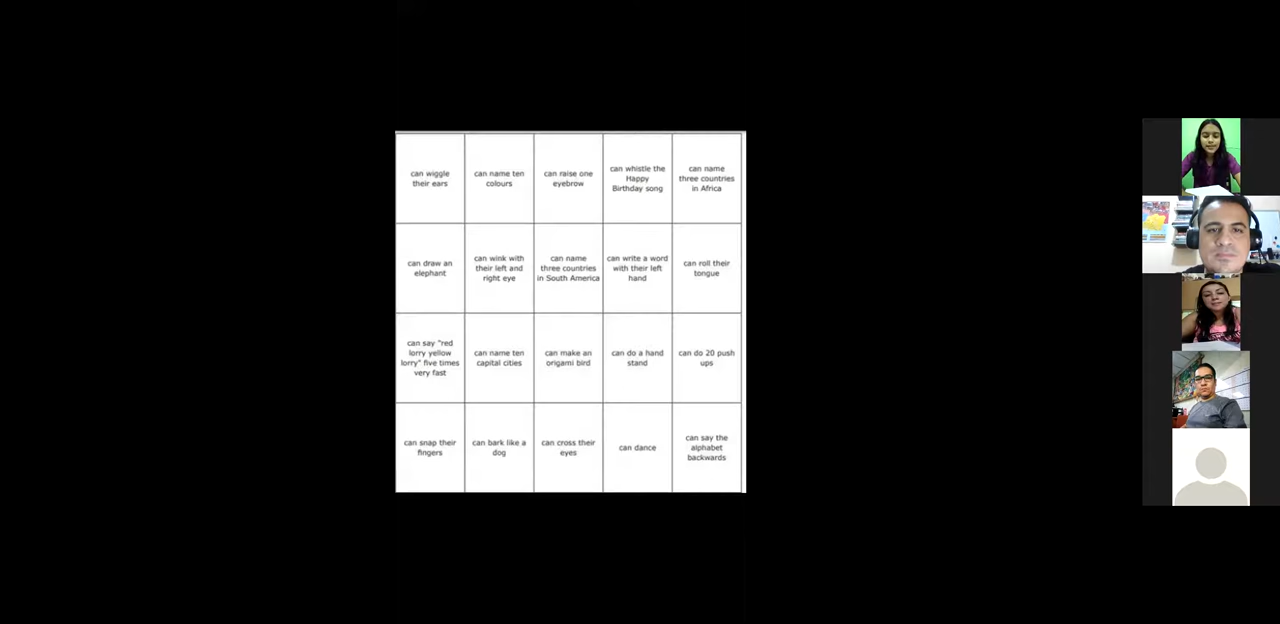 can wiggle
their ears
can name ten
colours
can raise one
eyebrow
can whistle the
Happy
Birthday song
can name
three countries
in Africa
can draw an
elephant
can wink with
their left and
right eye
can name
three countries
in South America
can write a word
with their left
hand
can roll their
tongue
can say "red
lorry yellow
lorry" five times
very fast
can name ten
capital cities
can make an
origami bird
can do a hand
stand
can do 20 push
ups
can snap their
fingers
can bark like a
dog
can cross their
eyes
can dance
can say the
alphabet
backwards